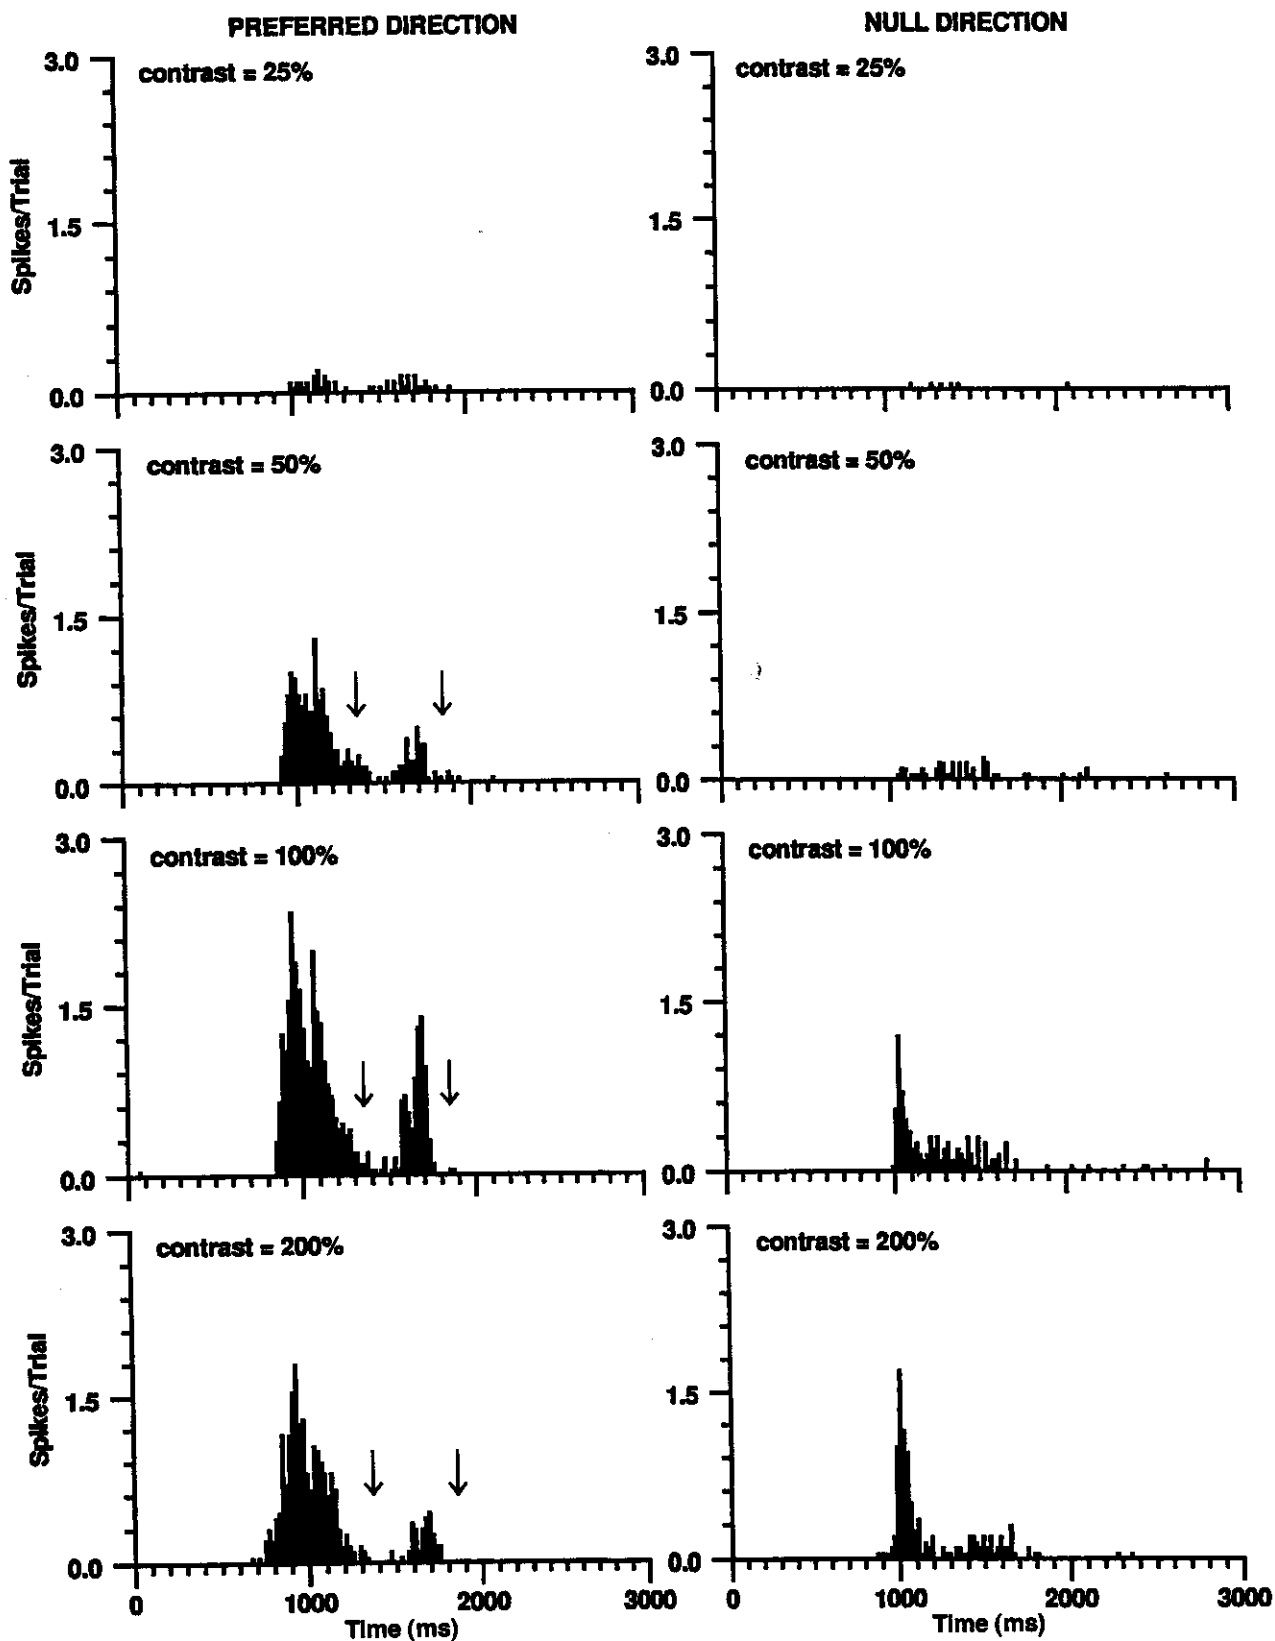 PREFERRED DIRECTION
NULL DIRECTION
3.0
contrast = 25%
3.0
contrast = 25%
Spikes/Trial
1.5
1.5
0.0
0.0
3.0
contrast = 50%
3.0
contrast = 50%
Spikes/Trial
1.5
1.5
0.0
0.0
3.0
contrast = 100%
3.0
contrast = 100%
Spikes/Trial
1.5
1.5
0.0
0.0
3.0
contrast = 200%
3.0
contrast = 200%
Spikes/Trial
1.5
1.5
0.0
0.0
0
1000
2000
3000
0
1000
2000
3000
Time (ms)
Time (ms)